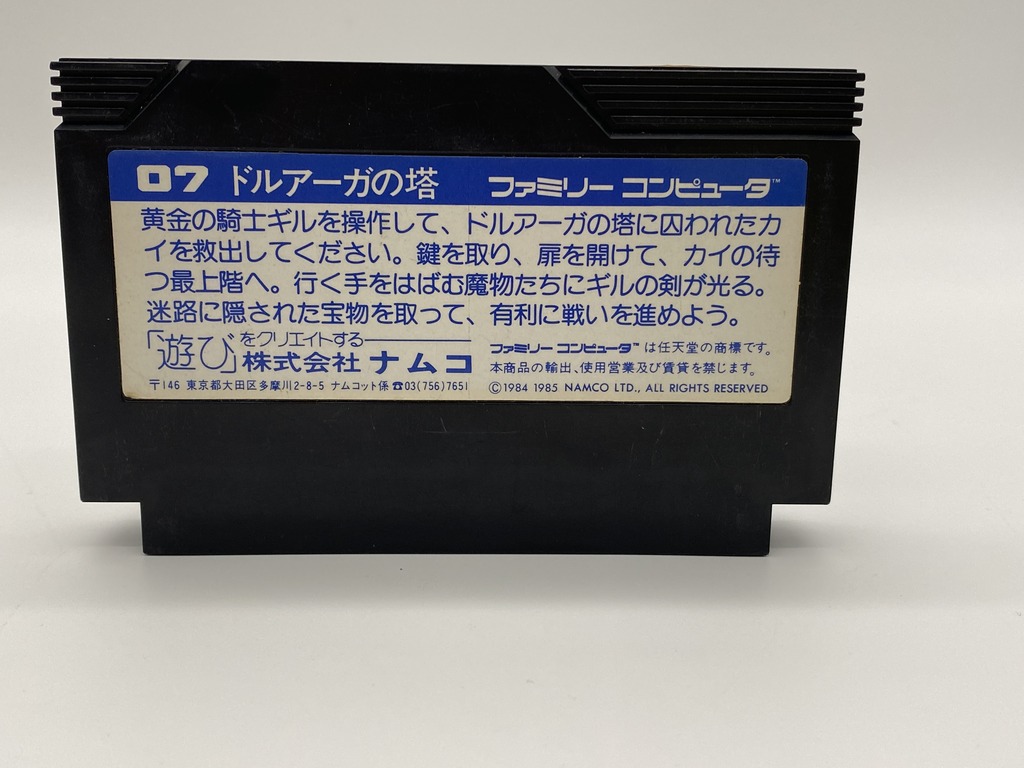 07 ドルアーガの塔 ファミリー コンピュータ™
黄金の騎士ギルを操作して、ドルアーガの塔に囚われたカ
イを救出してください。鍵を取り、扉を開けて、カイの待
つ最上階へ。行く手をはばむ魔物たちにギルの剣が光る。
迷路に隠された宝物を取って、有利に戦いを進めよう。
「遊び」をクリエイトする
株式会社 ナムコ
〒146 東京都大田区多摩川2-8-5 ナムコット係 ☎03(756)7651
ファミリー コンピュータ™ は任天堂の商標です。
本商品の輸出、使用営業及び賃貸を禁じます。
©1984 1985 NAMCO LTD., ALL RIGHTS RESERVED